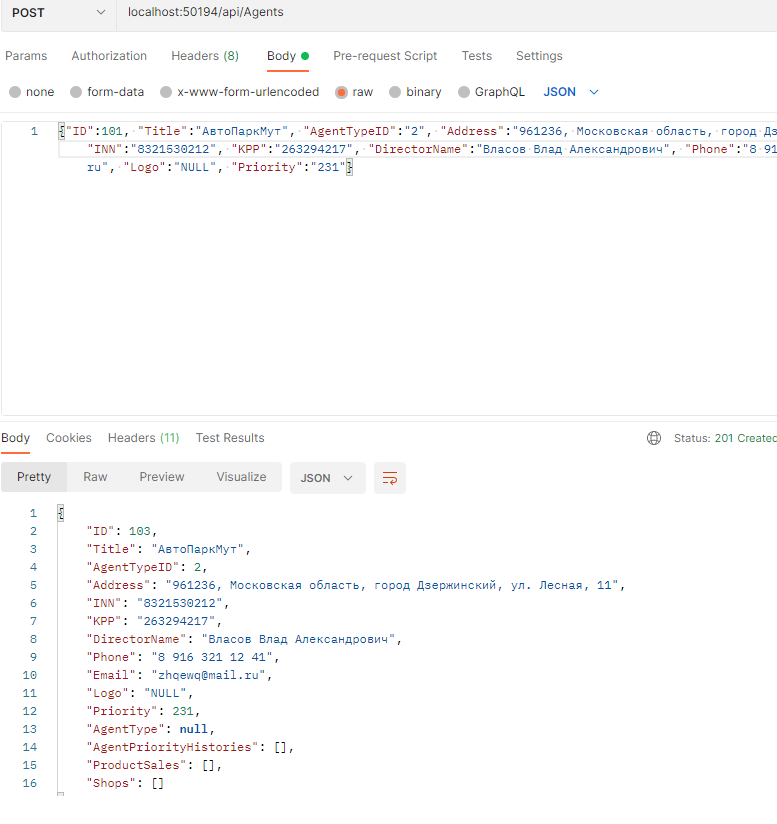 POST localhost:50194/api/Agents
Params Authorization Headers (8) Body Pre-request Script Tests Settings
none form-data x-www-form-urlencoded raw binary GraphQL JSON
1 {"ID":101, "Title":"АвтоПаркМут", "AgentTypeID":"2", "Address":"961236, Московская область, город Дз
"INN":"8321530212", "KPP":"263294217", "DirectorName":"Власов Влад Александрович", "Phone":"8 91
ru", "Logo":"NULL", "Priority":"231"}
Body Cookies Headers (11) Test Results Status: 201 Created
Pretty Raw Preview Visualize JSON
1 {
2 "ID": 103,
3 "Title": "АвтоПаркМут",
4 "AgentTypeID": 2,
5 "Address": "961236, Московская область, город Дзержинский, ул. Лесная, 11",
6 "INN": "8321530212",
7 "KPP": "263294217",
8 "DirectorName": "Власов Влад Александрович",
9 "Phone": "8 916 321 12 41",
10 "Email": "zhqewq@mail.ru",
11 "Logo": "NULL",
12 "Priority": 231,
13 "AgentType": null,
14 "AgentPriorityHistories": [],
15 "ProductSales": [],
16 "Shops": []